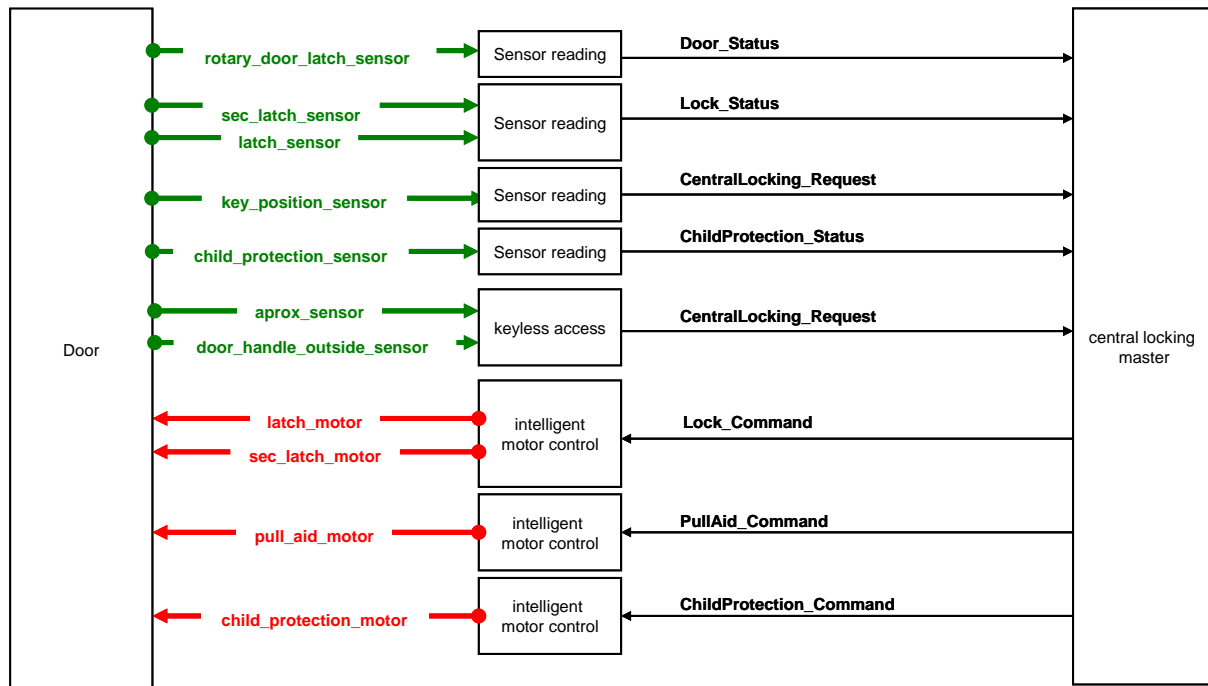 Door_Status
rotary_door_latch_sensor
Sensor reading
sec_latch_sensor
Lock_Status
Sensor reading
latch_sensor
CentralLocking_Request
key_position_sensor
Sensor reading
ChildProtection_Status
child_protection_sensor
Sensor reading
aprox_sensor
CentralLocking_Request
keyless access
door_handle_outside_sensor
Door
central locking
master
latch_motor
intelligent
motor control
Lock_Command
sec_latch_motor
PullAid_Command
intelligent
motor control
pull_aid_motor
ChildProtection_Command
intelligent
motor control
child_protection_motor